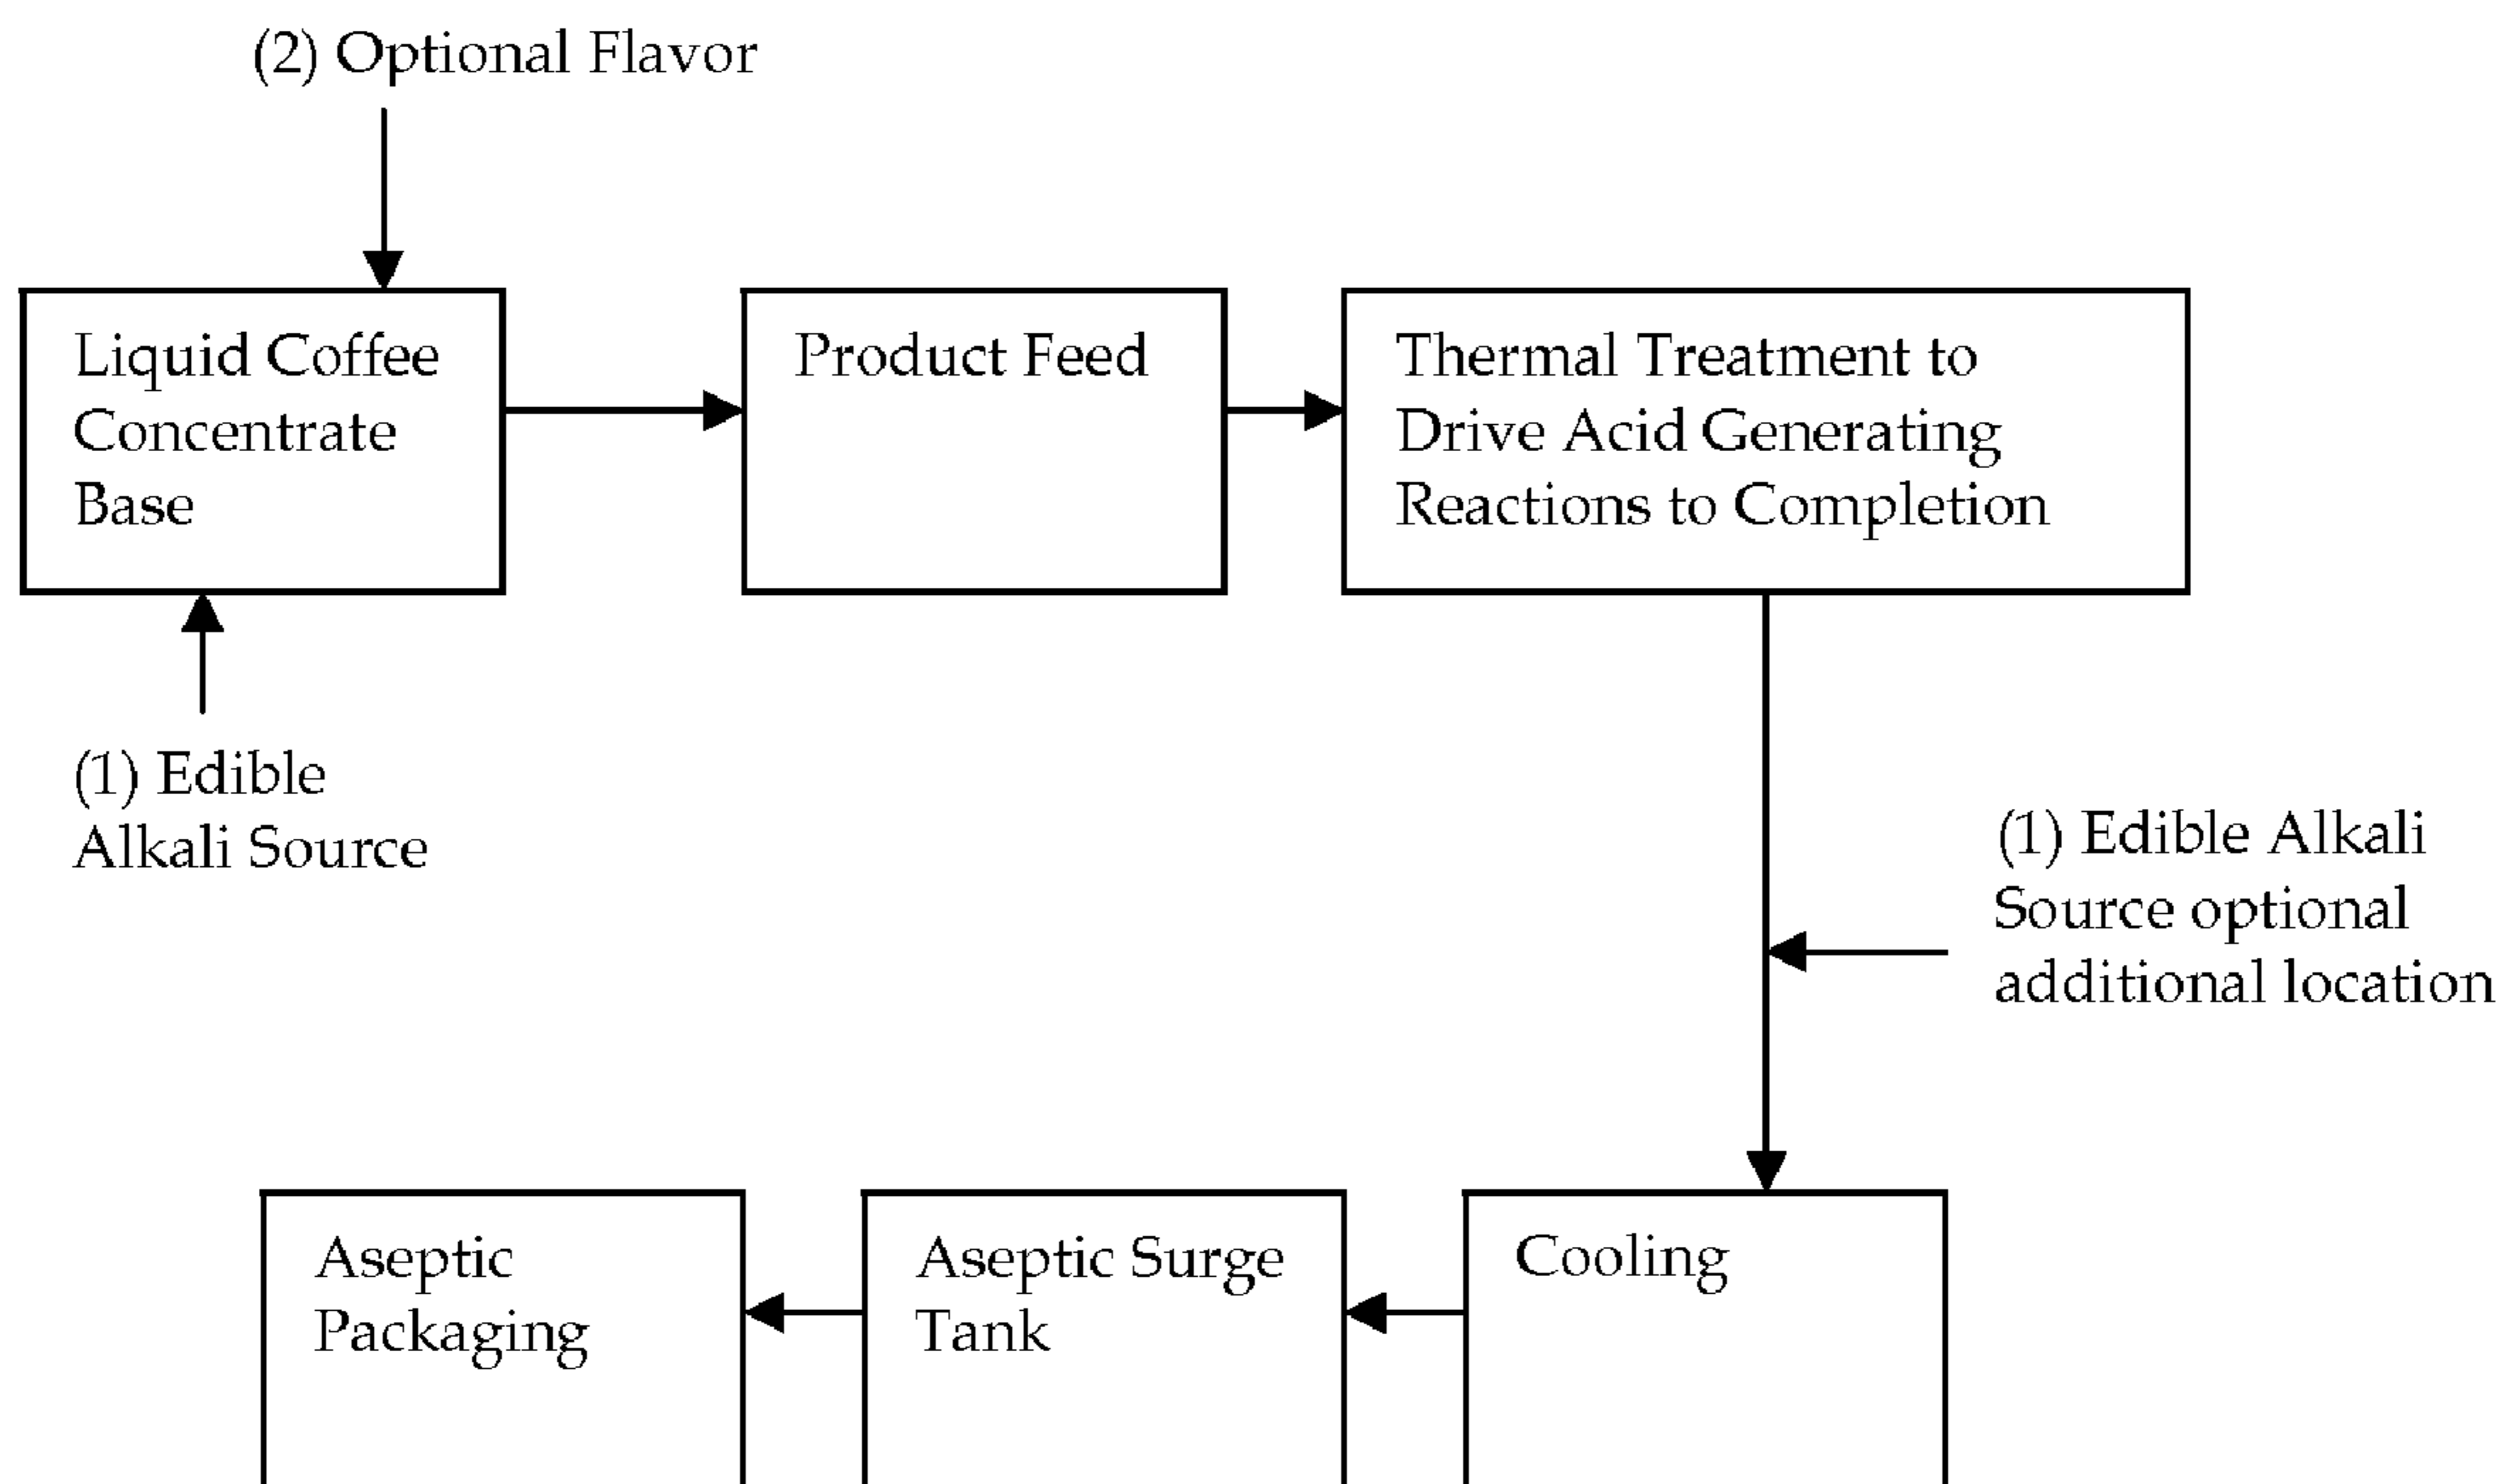 (2) Optional Flavor
Liquid Coffee
Concentrate
Base
Product Feed
Thermal Treatment to
Drive Acid Generating
Reactions to Completion
(1) Edible
Alkali Source
(1) Edible Alkali
Source optional
additional location
Aseptic
Packaging
Aseptic Surge
Tank
Cooling